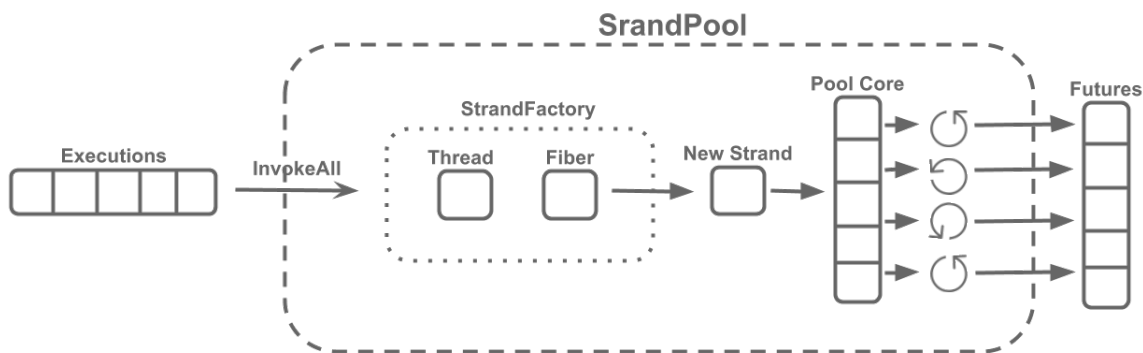 SrandPool
Pool Core
Futures
StrandFactory
Executions
InvokeAll
Thread
Fiber
New Strand